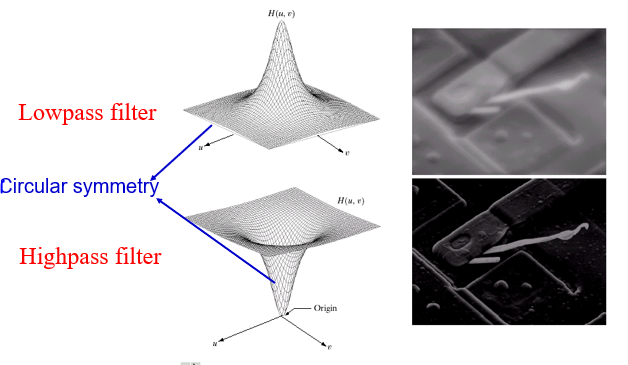 H(u, v)
Lowpass filter
u
v
Circular symmetry
H(u, v)
Highpass filter
Origin
u
v